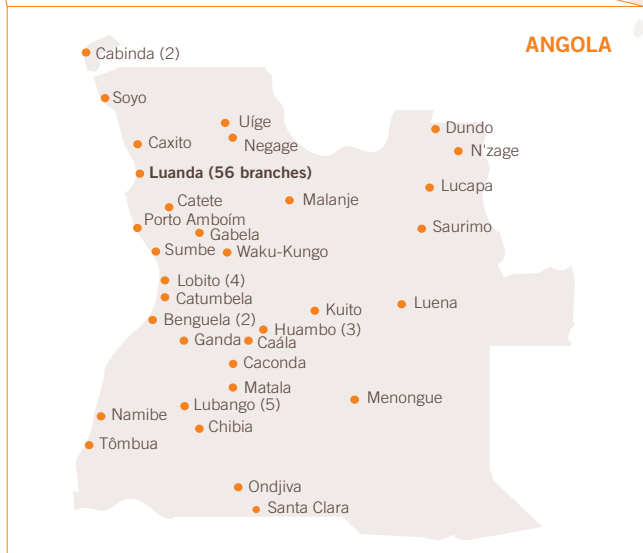 ANGOLA
Cabinda (2)
Soyo
Uíge
Negage
Dundo
Caxito
N'zage
Luanda (56 branches)
Lucapa
Catete
Malanje
Porto Amboím
Gabela
Saurimo
Sumbe
Waku-Kungo
Lobito (4)
Catumbela
Luena
Kuito
Benguela (2)
Huambo (3)
Ganda
Caála
Caconda
Matala
Menongue
Lubango (5)
Namibe
Chibia
Tômbua
Ondjiva
Santa Clara